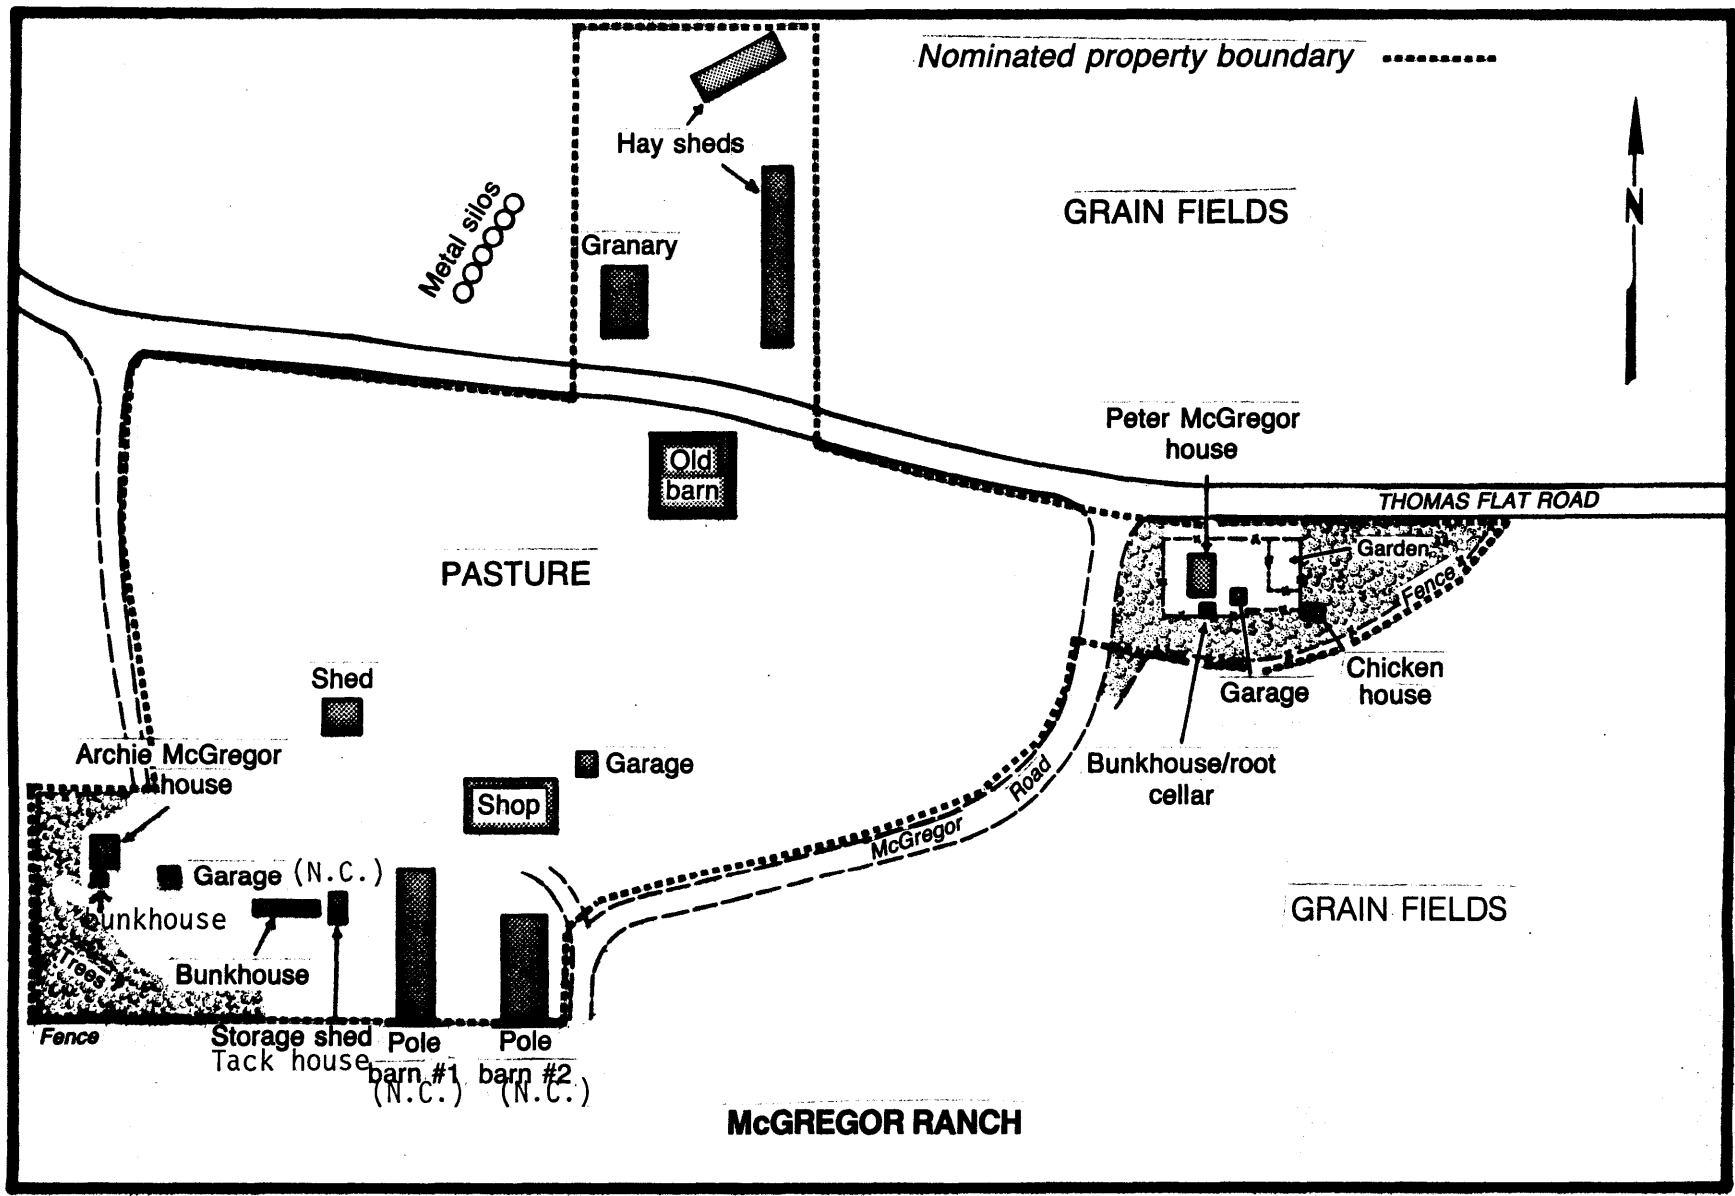 Nominated property boundary
Hay sheds
Metal silos
Granary
GRAIN FIELDS
N
Peter McGregor
house
Old
barn
THOMAS FLAT ROAD
Garden
Fence
PASTURE
Shed
Chicken
house
Garage
Archie McGregor
house
Garage
Bunkhouse/root
cellar
Shop
Road
McGregor
Garage (N.C.)
bunkhouse
GRAIN FIELDS
Trees
Bunkhouse
Fence
Storage shed
Tack house
Pole
barn #1
(N.C.)
Pole
barn #2
(N.C.)
McGREGOR RANCH